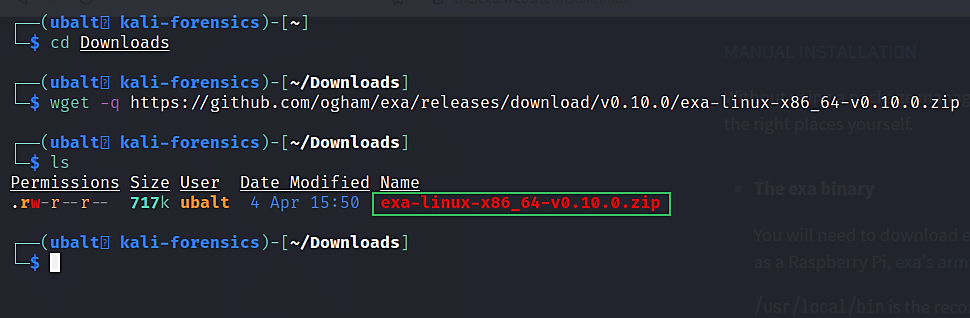 (ubalt kali-forensics)-[~]
$ cd Downloads
(ubalt kali-forensics)-[~/Downloads]
$ wget -q https://github.com/ogham/exa/releases/download/v0.10.0/exa-linux-x86_64-v0.10.0.zip
(ubalt kali-forensics)-[~/Downloads]
$ ls
Permissions Size User Date Modified Name
.rw-r--r-- 717k ubalt 4 Apr 15:50 exa-linux-x86_64-v0.10.0.zip
(ubalt kali-forensics)-[~/Downloads]
$
MANUAL INSTALLATION
the right places yourself.
The exa binary
You will need to download e
as a Raspberry Pi, exa's arm
/usr/local/bin is the reco